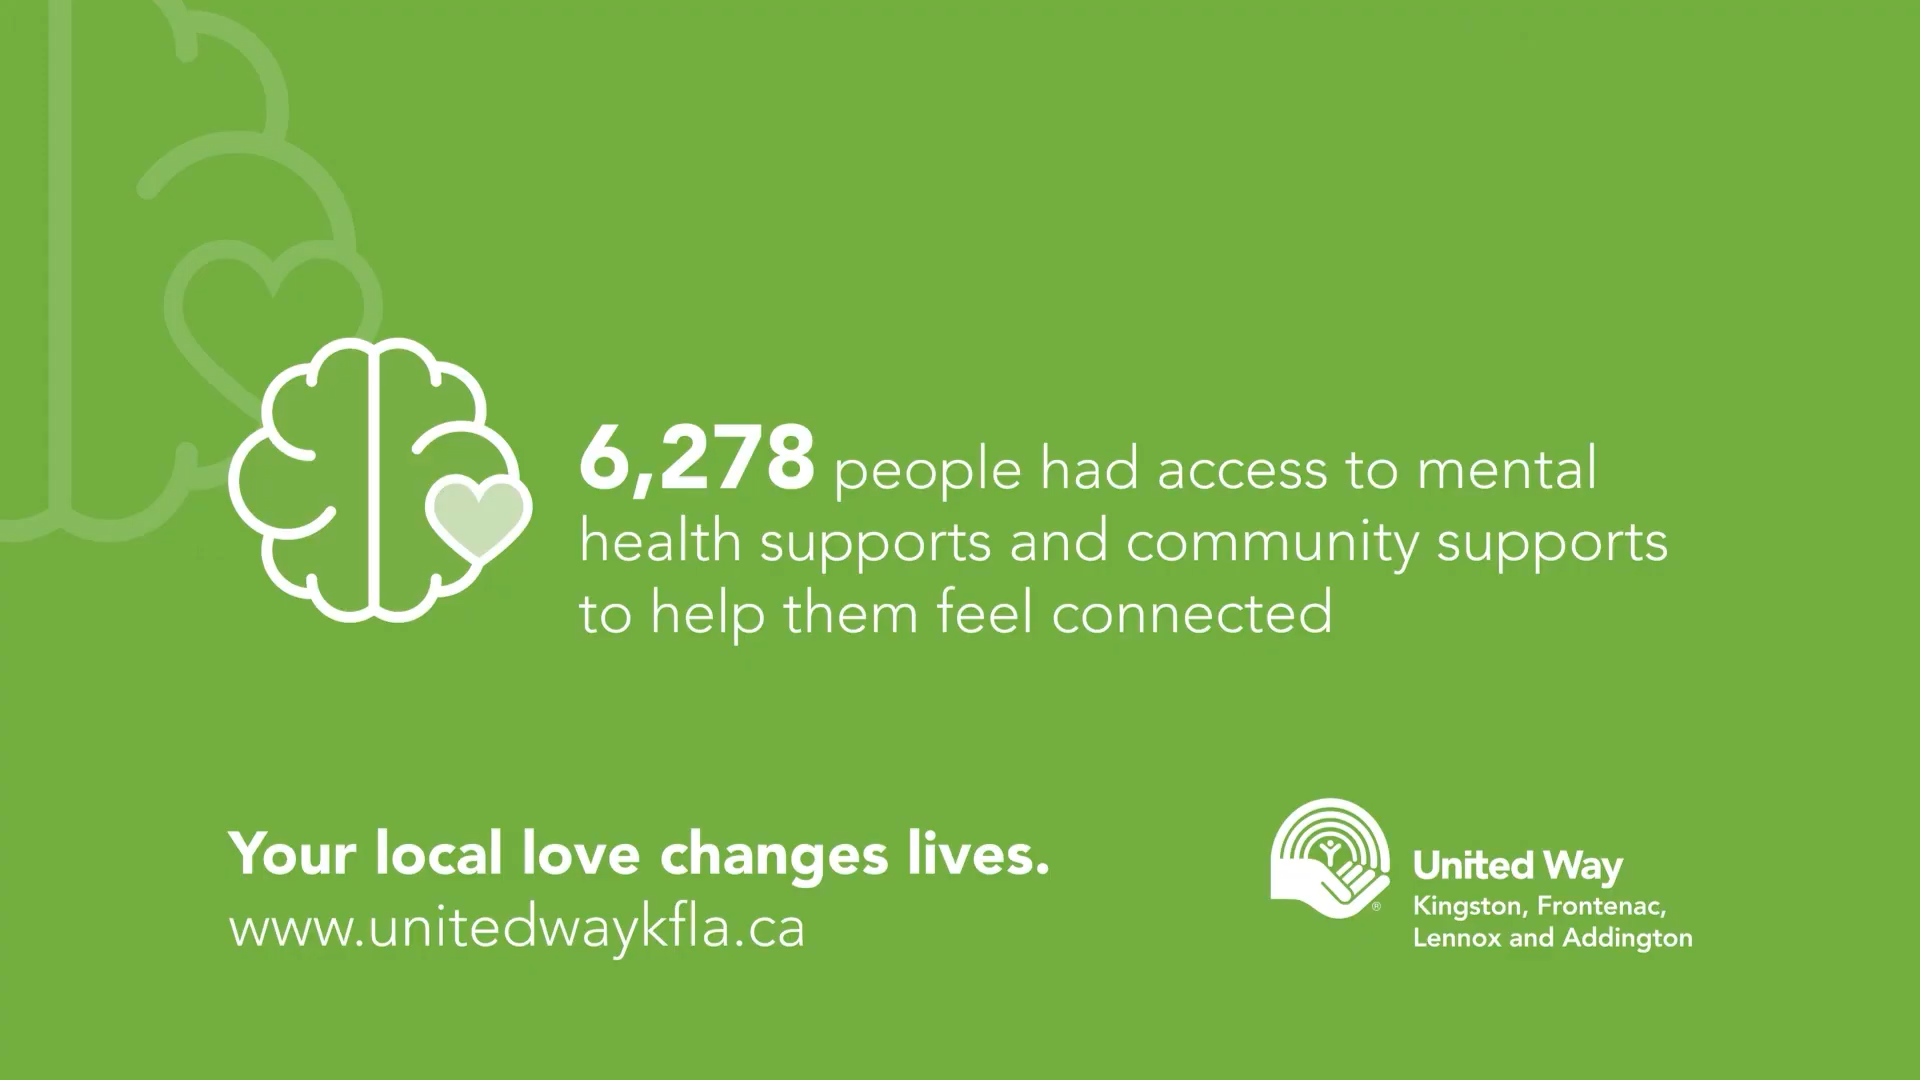 6,278 people had access to mental
health supports and community supports
to help them feel connected
Your local love changes lives.
www.unitedwaykfla.ca
United Way
Kingston, Frontenac,
Lennox and Addington
®